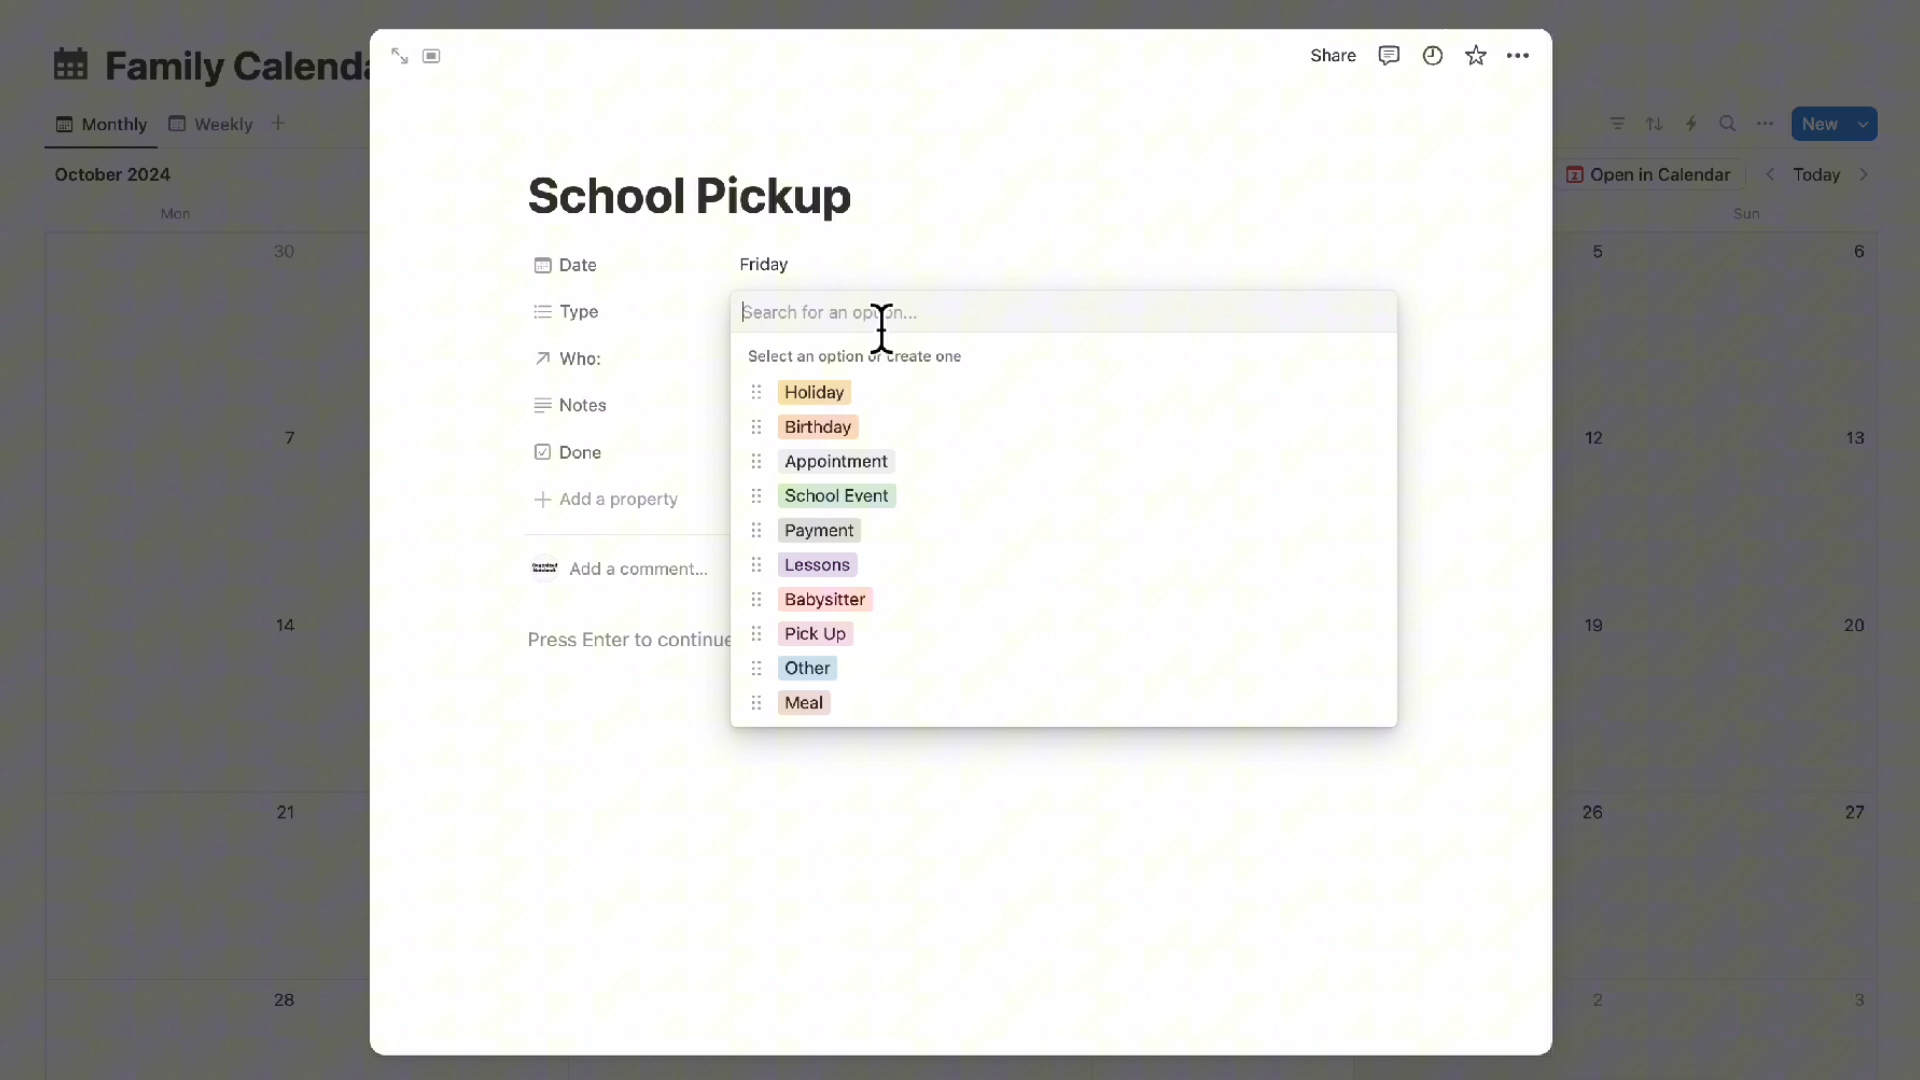 Family Calenda
Monthly
Weekly
October 2024
Mon
30
7
14
21
28
Share
School Pickup
Date
Friday
Type
Search for an option...
Who:
Select an option or create one
Notes
Done
Add a property
Add a comment...
Press Enter to continue
Holiday
Birthday
Appointment
School Event
Payment
Lessons
Babysitter
Pick Up
Other
Meal
New
Open in Calendar
Today
Sun
5
6
12
13
19
20
26
27
2
3